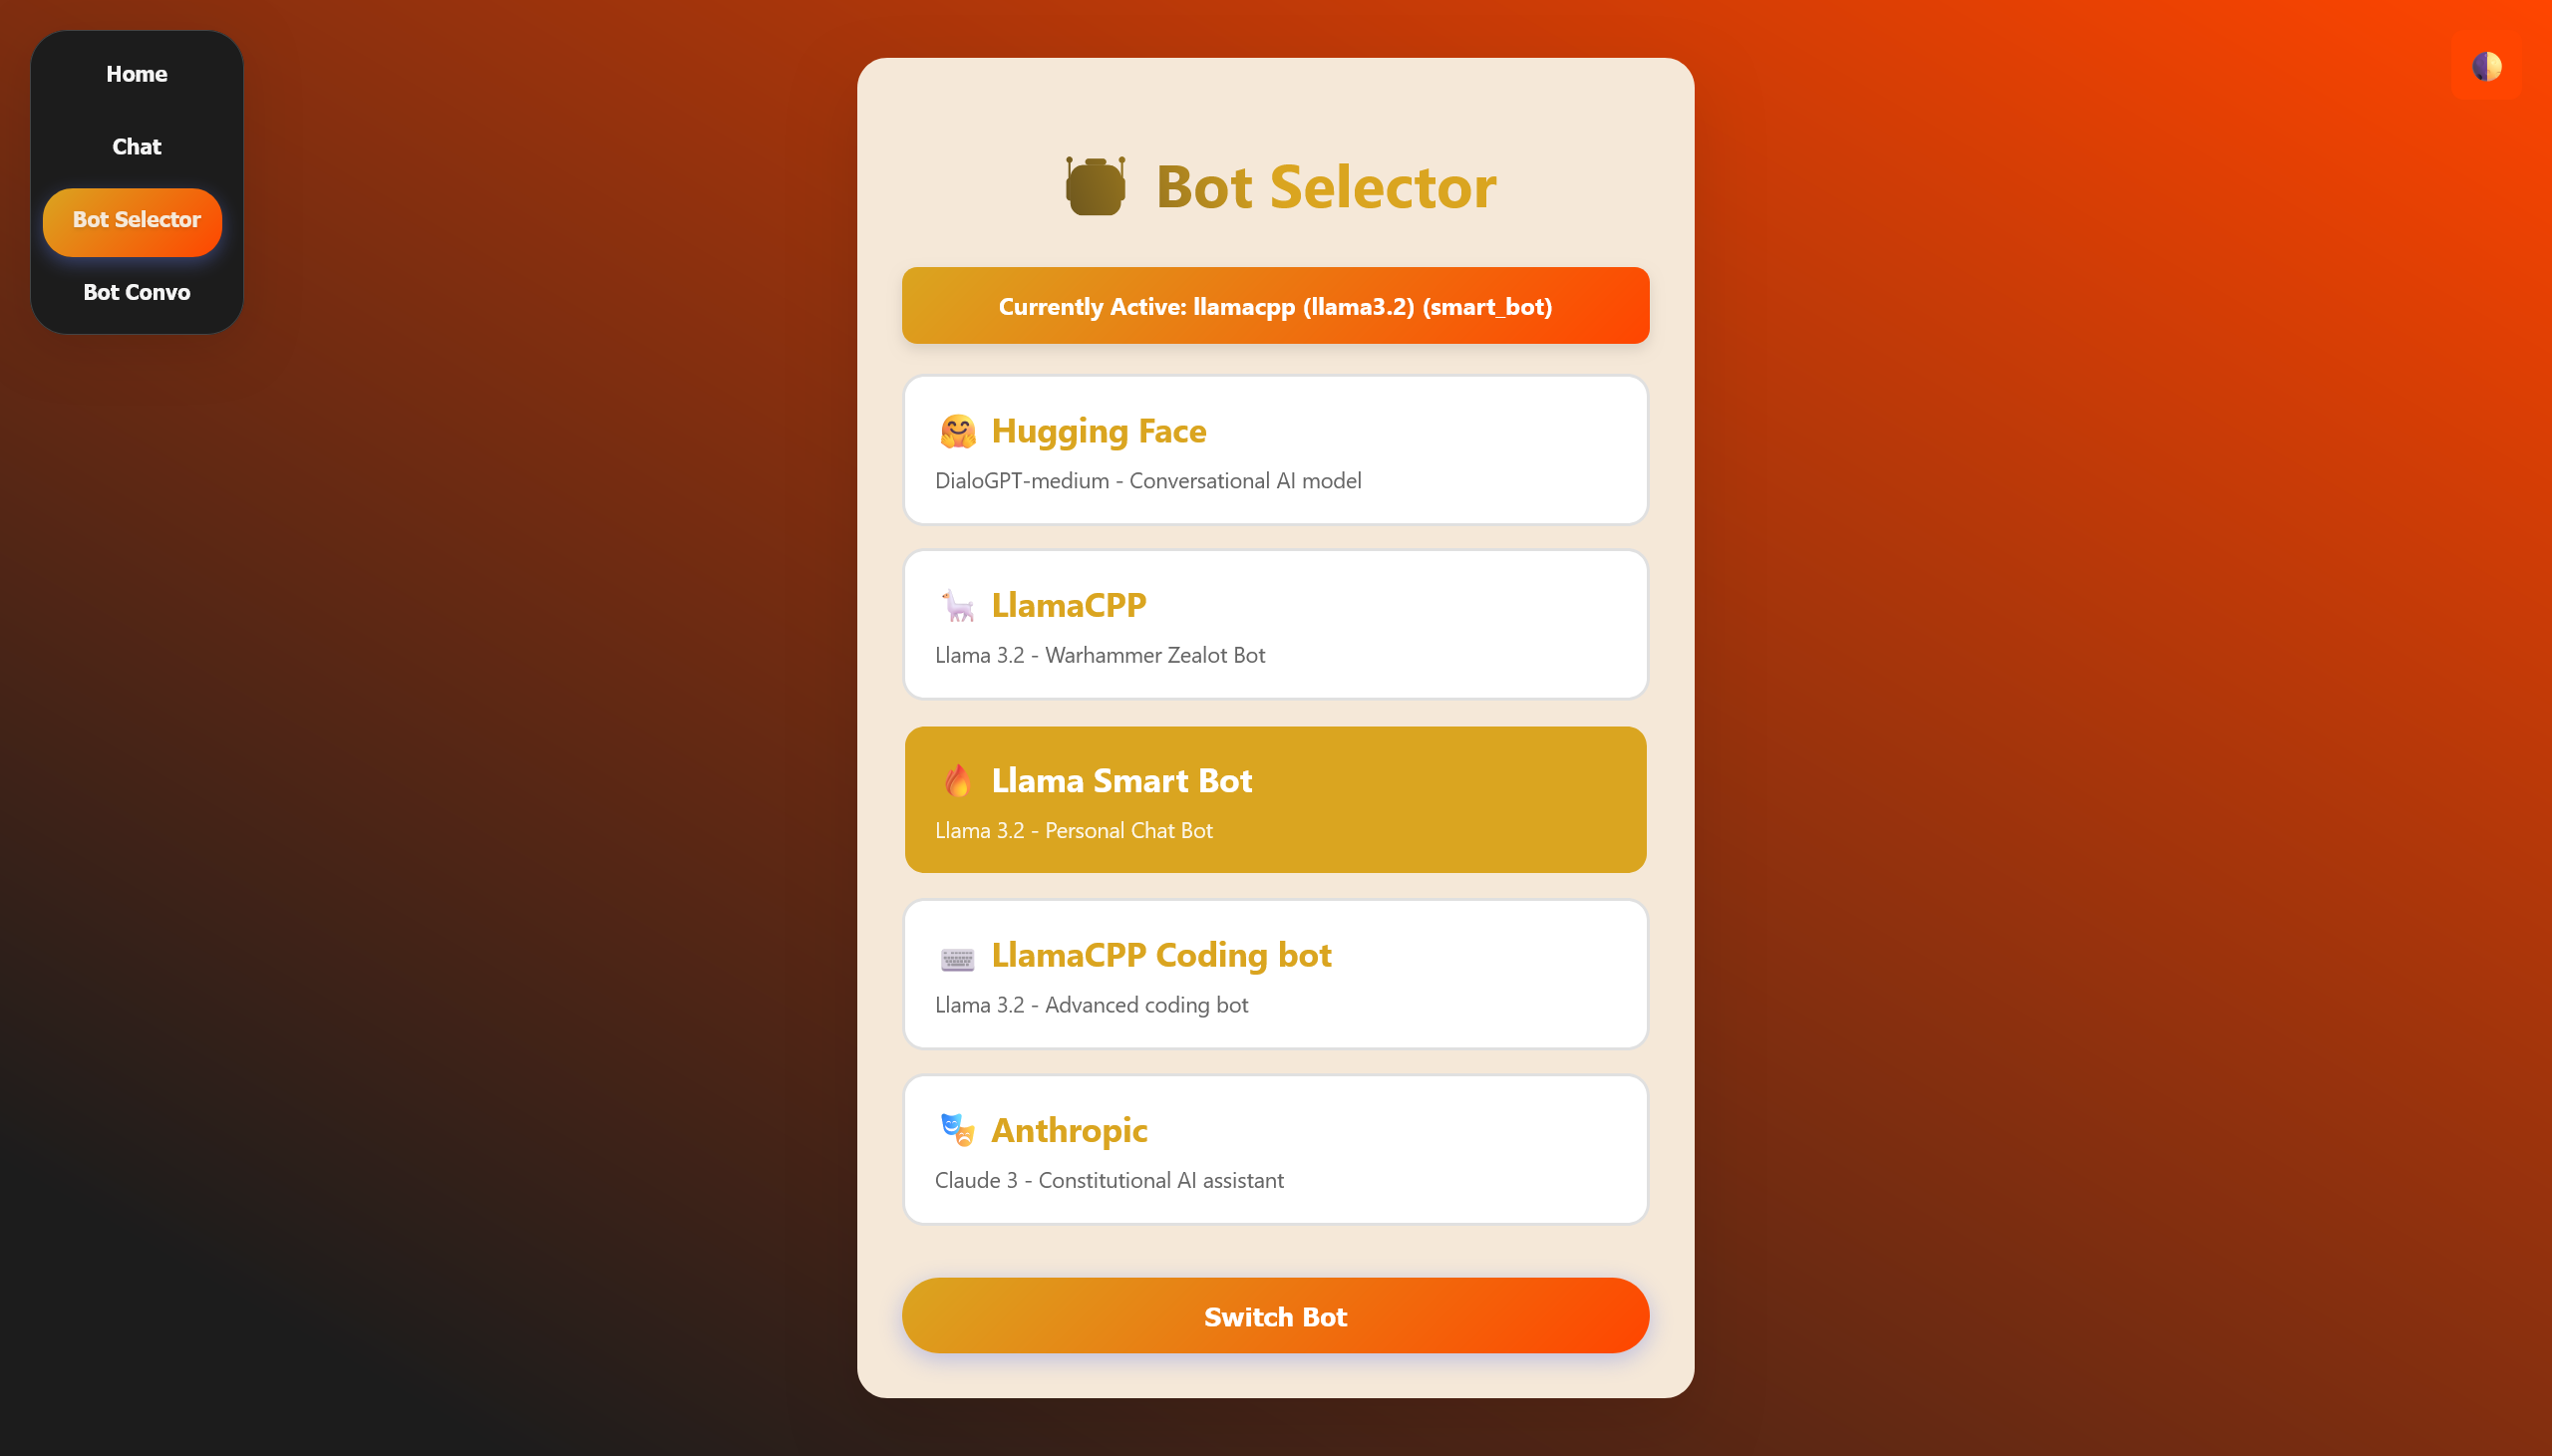 Home
Chat
Bot Selector
Bot Convo
Bot Selector
Currently Active: llamacpp (llama3.2) (smart_bot)
Hugging Face
DialoGPT-medium - Conversational AI model
LlamaCPP
Llama 3.2 - Warhammer Zealot Bot
Llama Smart Bot
Llama 3.2 - Personal Chat Bot
LlamaCPP Coding bot
Llama 3.2 - Advanced coding bot
Anthropic
Claude 3 - Constitutional AI assistant
Switch Bot